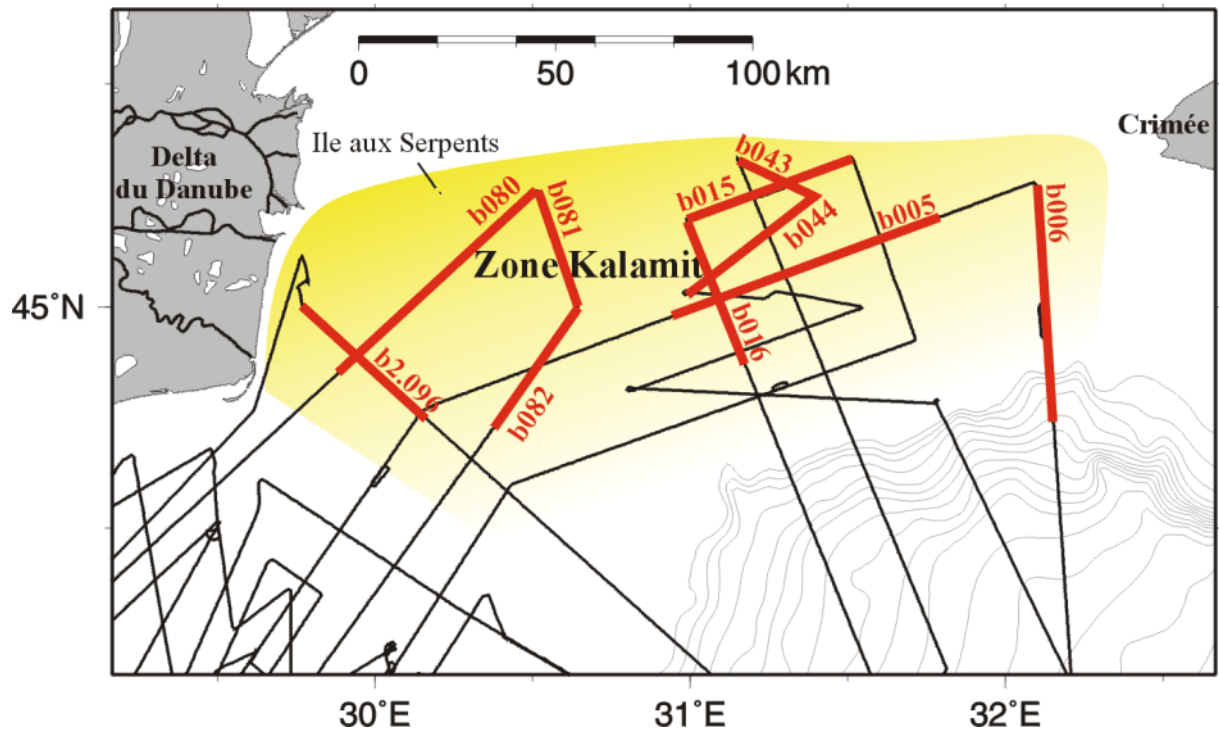 0 50 100 km
Crimée
Ile aux Serpents
Delta
du Danube
b043
b080
b081
b015
b044
b005
b006
Zone Kalamit
45°N
b016
b2.096
b082
30°E 31°E 32°E